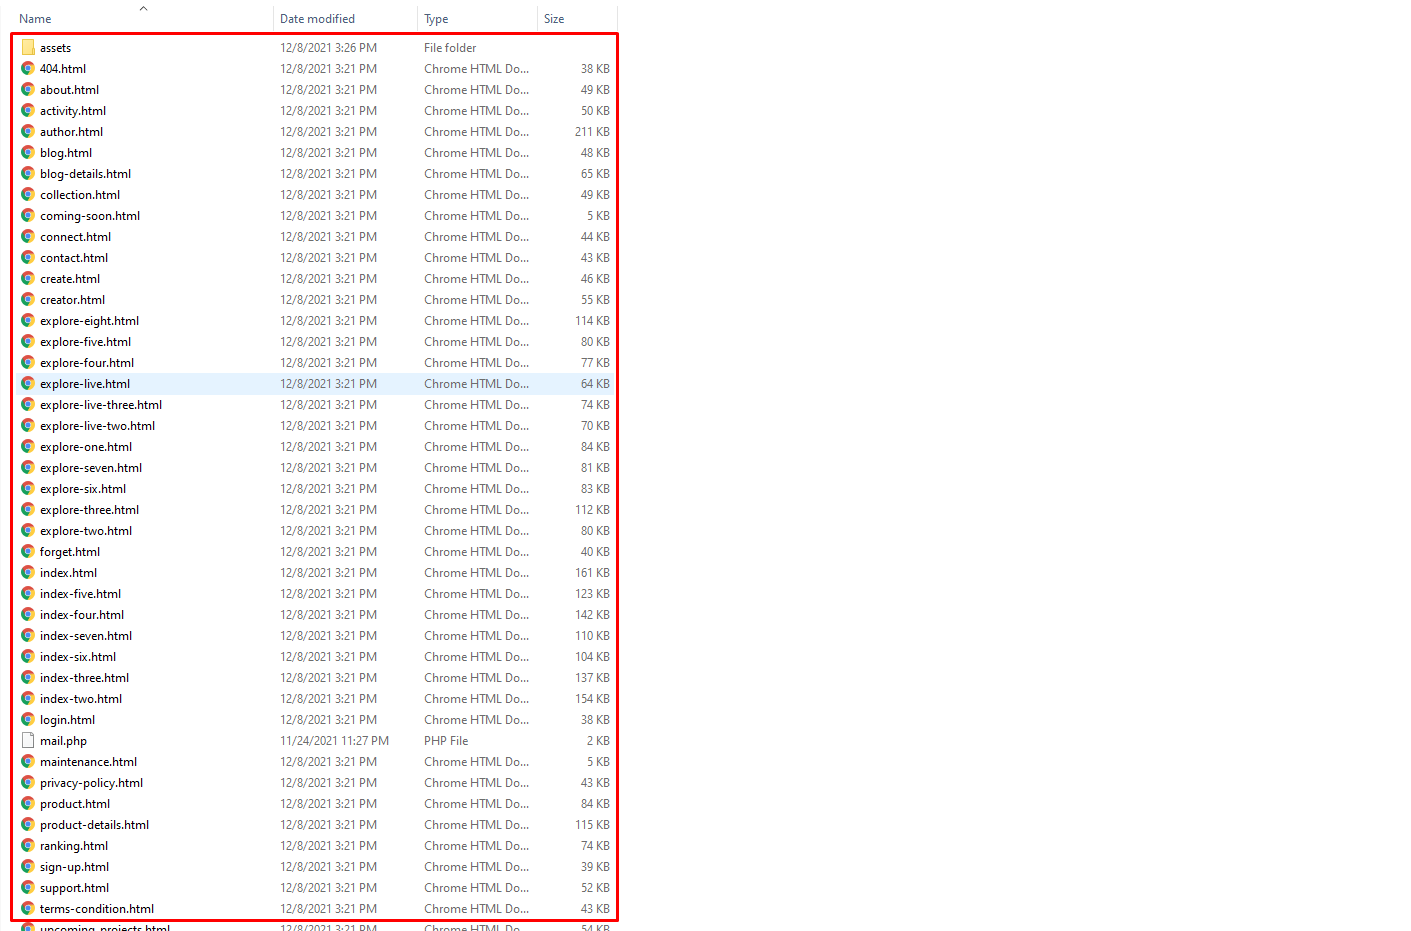 Name Date modified Type Size
assets 12/8/2021 3:26 PM File folder
404.html 12/8/2021 3:21 PM Chrome HTML Do... 38 KB
about.html 12/8/2021 3:21 PM Chrome HTML Do... 49 KB
activity.html 12/8/2021 3:21 PM Chrome HTML Do... 50 KB
author.html 12/8/2021 3:21 PM Chrome HTML Do... 211 KB
blog.html 12/8/2021 3:21 PM Chrome HTML Do... 48 KB
blog-details.html 12/8/2021 3:21 PM Chrome HTML Do... 65 KB
collection.html 12/8/2021 3:21 PM Chrome HTML Do... 49 KB
coming-soon.html 12/8/2021 3:21 PM Chrome HTML Do... 5 KB
connect.html 12/8/2021 3:21 PM Chrome HTML Do... 44 KB
contact.html 12/8/2021 3:21 PM Chrome HTML Do... 43 KB
create.html 12/8/2021 3:21 PM Chrome HTML Do... 46 KB
creator.html 12/8/2021 3:21 PM Chrome HTML Do... 55 KB
explore-eight.html 12/8/2021 3:21 PM Chrome HTML Do... 114 KB
explore-five.html 12/8/2021 3:21 PM Chrome HTML Do... 80 KB
explore-four.html 12/8/2021 3:21 PM Chrome HTML Do... 77 KB
explore-live.html 12/8/2021 3:21 PM Chrome HTML Do... 64 KB
explore-live-three.html 12/8/2021 3:21 PM Chrome HTML Do... 74 KB
explore-live-two.html 12/8/2021 3:21 PM Chrome HTML Do... 70 KB
explore-one.html 12/8/2021 3:21 PM Chrome HTML Do... 84 KB
explore-seven.html 12/8/2021 3:21 PM Chrome HTML Do... 81 KB
explore-six.html 12/8/2021 3:21 PM Chrome HTML Do... 83 KB
explore-three.html 12/8/2021 3:21 PM Chrome HTML Do... 112 KB
explore-two.html 12/8/2021 3:21 PM Chrome HTML Do... 80 KB
forget.html 12/8/2021 3:21 PM Chrome HTML Do... 40 KB
index.html 12/8/2021 3:21 PM Chrome HTML Do... 161 KB
index-five.html 12/8/2021 3:21 PM Chrome HTML Do... 123 KB
index-four.html 12/8/2021 3:21 PM Chrome HTML Do... 142 KB
index-seven.html 12/8/2021 3:21 PM Chrome HTML Do... 110 KB
index-six.html 12/8/2021 3:21 PM Chrome HTML Do... 104 KB
index-three.html 12/8/2021 3:21 PM Chrome HTML Do... 137 KB
index-two.html 12/8/2021 3:21 PM Chrome HTML Do... 154 KB
login.html 12/8/2021 3:21 PM Chrome HTML Do... 38 KB
mail.php 11/24/2021 11:27 PM PHP File 2 KB
maintenance.html 12/8/2021 3:21 PM Chrome HTML Do... 5 KB
privacy-policy.html 12/8/2021 3:21 PM Chrome HTML Do... 43 KB
product.html 12/8/2021 3:21 PM Chrome HTML Do... 84 KB
product-details.html 12/8/2021 3:21 PM Chrome HTML Do... 115 KB
ranking.html 12/8/2021 3:21 PM Chrome HTML Do... 74 KB
sign-up.html 12/8/2021 3:21 PM Chrome HTML Do... 39 KB
support.html 12/8/2021 3:21 PM Chrome HTML Do... 52 KB
terms-condition.html 12/8/2021 3:21 PM Chrome HTML Do... 43 KB
12/8/2021 3:21 PM Chrome HTML Do... 54 KB